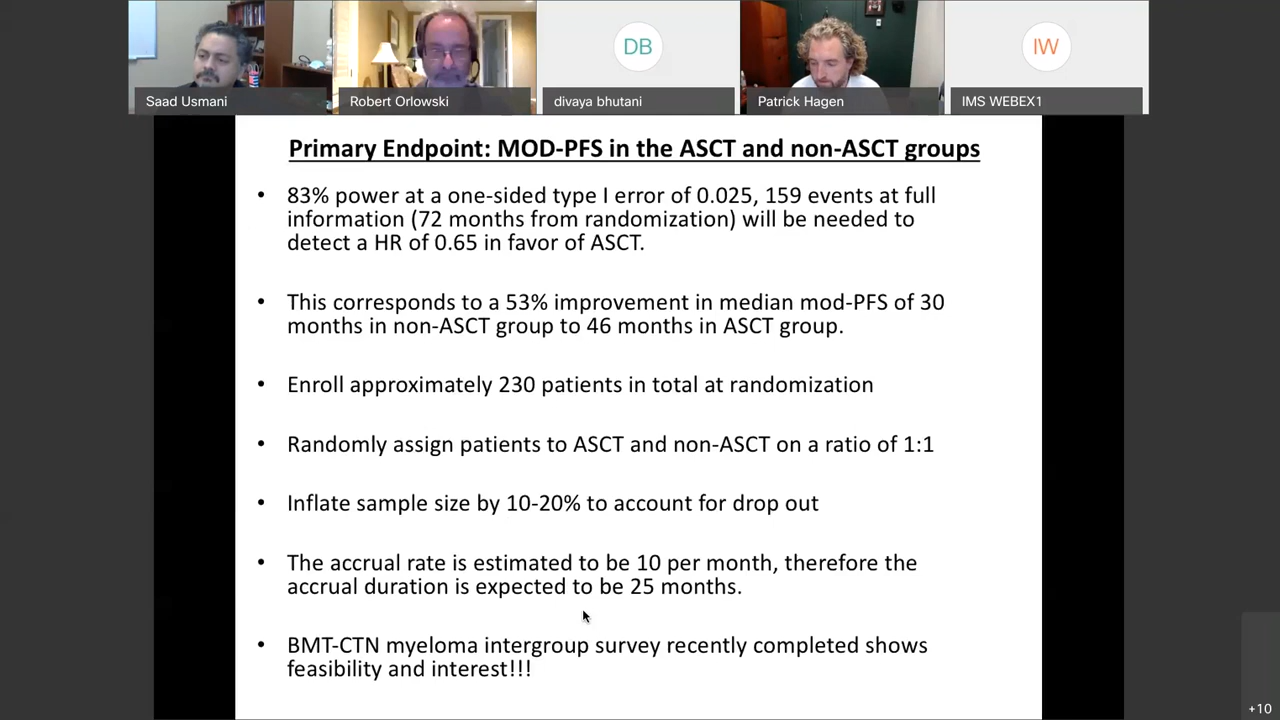 DB
IW
Saad Usmani
Robert Orlowski
divaya bhutani
Patrick Hagen
IMS WEBEX1
Primary Endpoint: MOD-PFS in the ASCT and non-ASCT groups
• 83% power at a one-sided type I error of 0.025, 159 events at full
information (72 months from randomization) will be needed to
detect a HR of 0.65 in favor of ASCT.
• This corresponds to a 53% improvement in median mod-PFS of 30
months in non-ASCT group to 46 months in ASCT group.
• Enroll approximately 230 patients in total at randomization
• Randomly assign patients to ASCT and non-ASCT on a ratio of 1:1
• Inflate sample size by 10-20% to account for drop out
• The accrual rate is estimated to be 10 per month, therefore the
accrual duration is expected to be 25 months.
• BMT-CTN myeloma intergroup survey recently completed shows
feasibility and interest!!!
+10